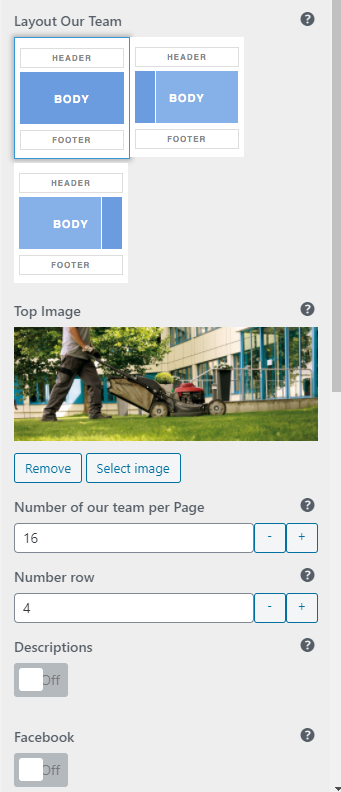 Layout Our Team
HEADER
BODY
FOOTER
HEADER
BODY
FOOTER
HEADER
BODY
FOOTER
Top Image
Remove
Select image
Number of our team per Page
16
-
+
Number row
4
-
+
Descriptions
Off
Facebook
Off